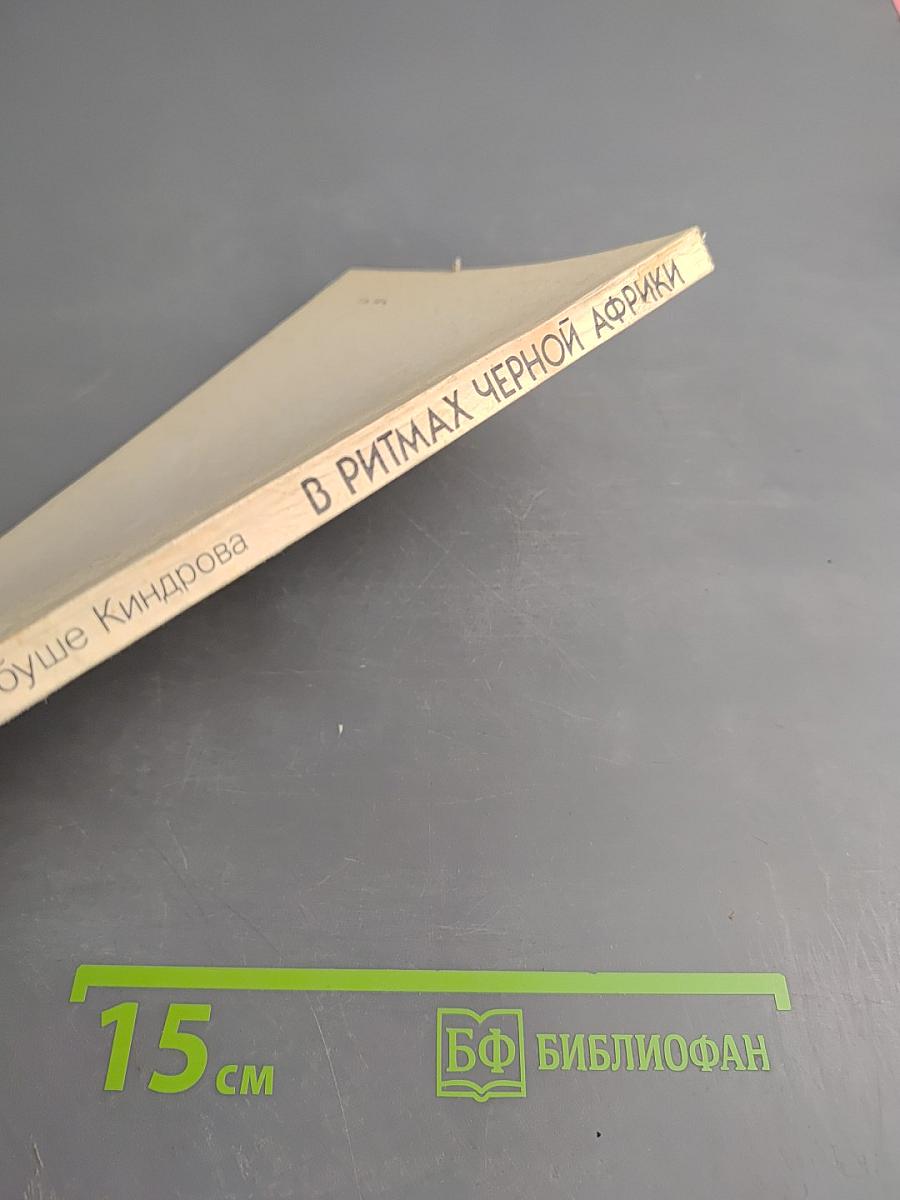 буше Киндрова В РИТМАХ ЧЕРНОЙ АФРИКИ
15 см
БФ БИБЛИОФАН